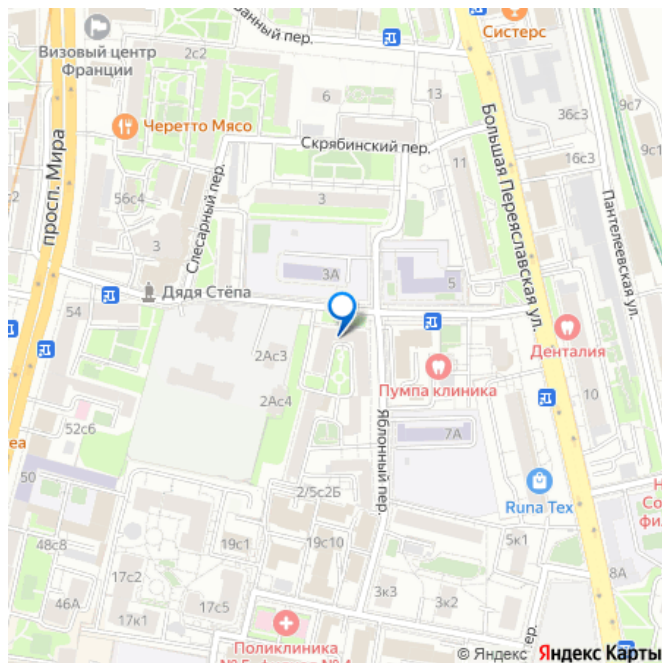 Визовый центр
Франции
2с2
Систерс
13
6
36с3
9с7
9с1
Черетто Мясо
Скрябинский пер.
11
16с3
просп. Мира
56с4
Слесарный пер.
3
3
Большая Переяславская ул.
Пантелеевская ул.
3А
5
Дядя Стёпа
54
2Ас3
Денталия
Пумпа клиника
2Ас4
10
52с6
Яблонный пер.
7А
50
2/5с2Б
Runa Tex
48с8
19с1
19с10
5к1
17с2
3к3
3к2
8А
46А
17с5
17к1
Поликлиника
© Яндекс Яндекс Карты